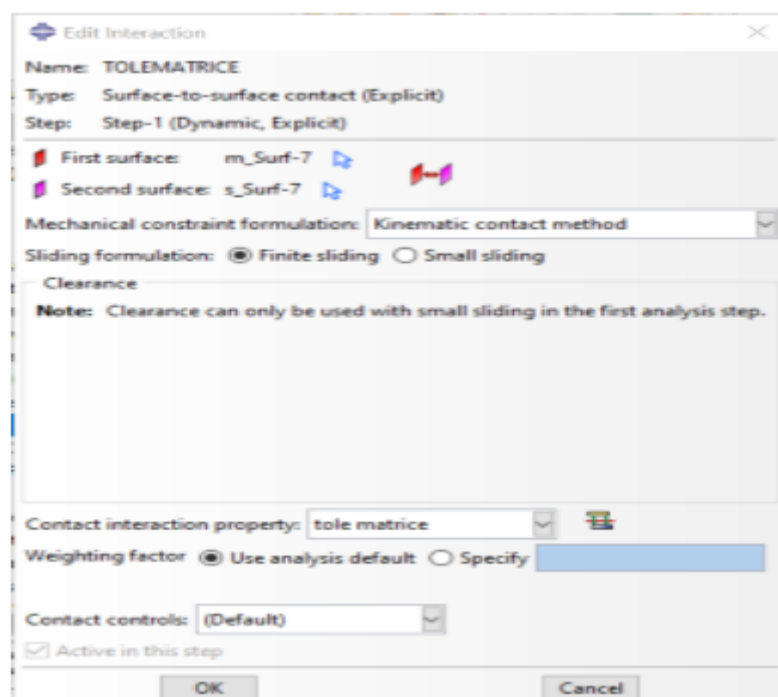 Edit Interaction
Name: TOLEMATRICE
Type: Surface-to-surface contact (Explicit)
Step: Step-1 (Dynamic, Explicit)
First surface: m_Surf-7
Second surface: s_Surf-7
Mechanical constraint formulation: Kinematic contact method
Sliding formulation: Finite sliding Small sliding
Clearance
Note: Clearance can only be used with small sliding in the first analysis step.
Contact interaction property: tole matrice
Weighting factor Use analysis default Specify
Contact controls: (Default)
Active in this step
OK Cancel